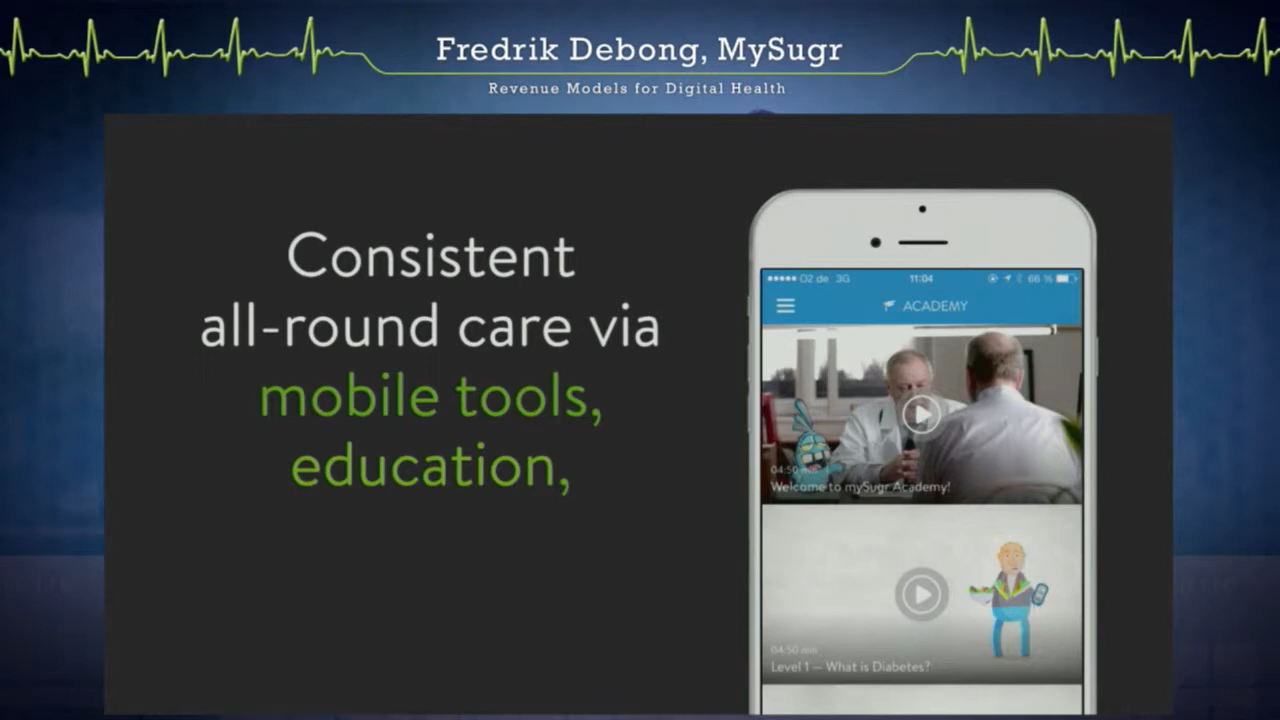 Fredrik Debong, MySugr
Revenue Models for Digital Health
Consistent
all-round care via
mobile tools,
education,
O2 de 3G 11:04 66 %
ACADEMY
04:50 min
Welcome to mySugr Academy!
04:50 min
Level 1 — What is Diabetes?